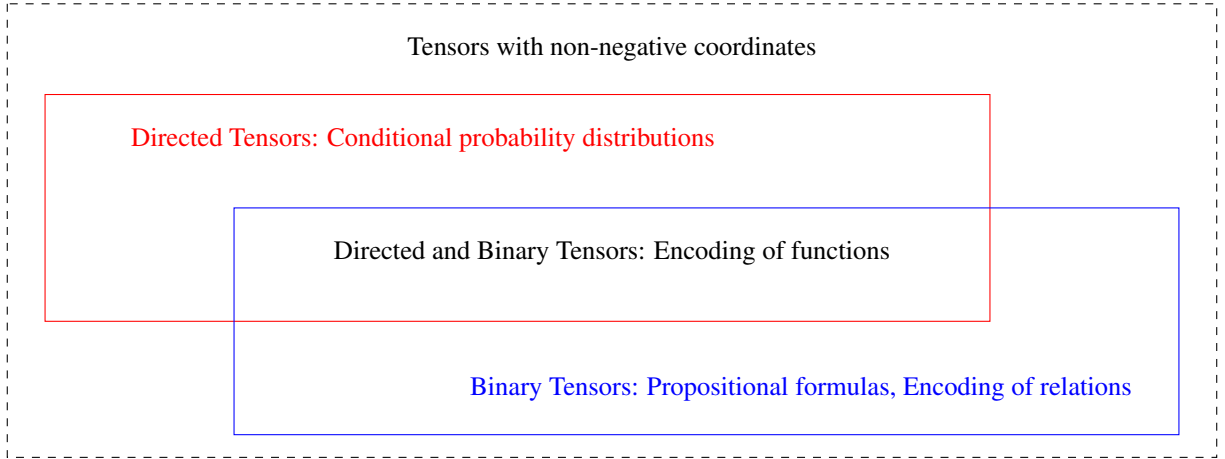 Tensors with non-negative coordinates
Directed Tensors: Conditional probability distributions
Directed and Binary Tensors: Encoding of functions
Binary Tensors: Propositional formulas, Encoding of relations